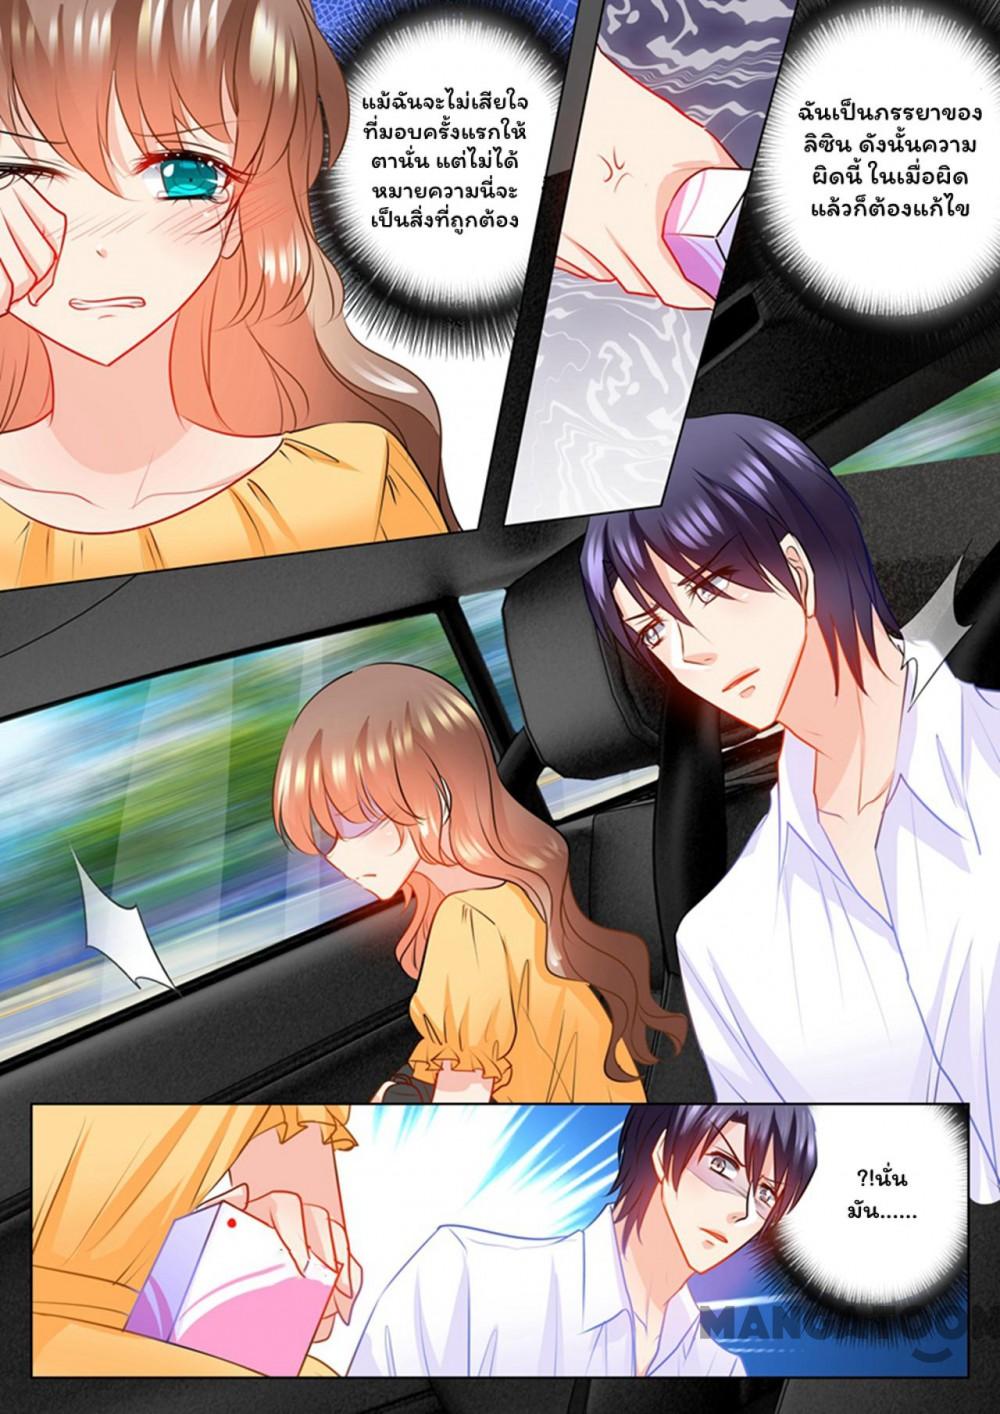 แม้ฉันจะไม่เสียใจ
ที่มอบครั้งแรกให้
ตานั่น แต่ไม่ได้
หมายความนี่จะ
เป็นสิ่งที่ถูกต้อง
ฉันเป็นภรรยาของ
ลิซิน ดังนั้นความ
ผิดนี้ ในเมื่อผิด
แล้วก็ต้องแก้ไข
?!นั่น
มัน......
MANGATOON